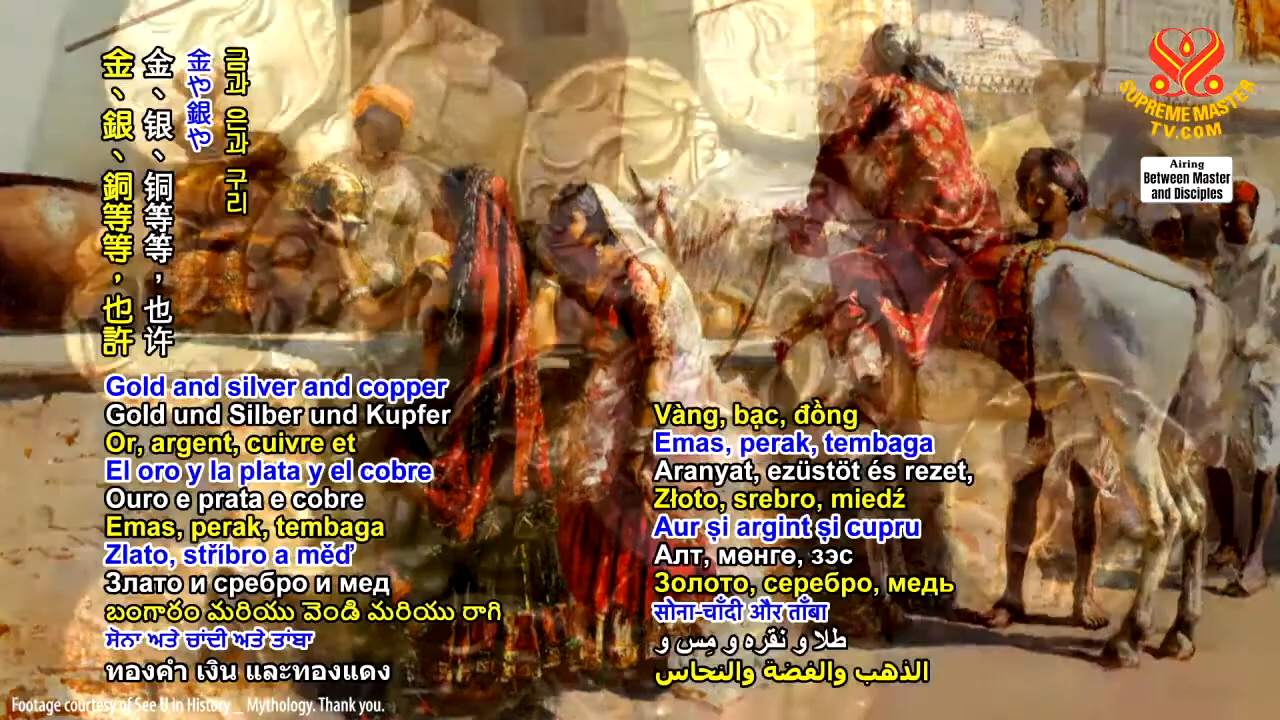 金、銀、銅等等，也許
金、银、铜等等，也许
金や銀や
금과 은과 구리
SUPREME MASTER
TV.COM
Airing
Between Master
and Disciples
Gold and silver and copper
Gold und Silber und Kupfer
Or, argent, cuivre et
El oro y la plata y el cobre
Ouro e prata e cobre
Emas, perak, tembaga
Zlato, stříbro a měď
Злато и сребро и мед
బంగారం మరియు వెండి మరియు రాగి
ਸੋਨਾ ਅਤੇ ਚਾਂਦੀ ਅਤੇ ਤਾਂਬਾ
ทองคำ เงิน และทองแดง
Vàng, bạc, đồng
Emas, perak, tembaga
Aranyat, ezüstöt és rezet,
Złoto, srebro, miedź
Aur și argint și cupru
Алт, мөнгө, зэс
Золото, серебро, медь
सोना-चाँदी और ताँबा
طلا و نقره و مِس و
الذهب والفضة والنحاس
Footage courtesy of See U in History _ Mythology. Thank you.